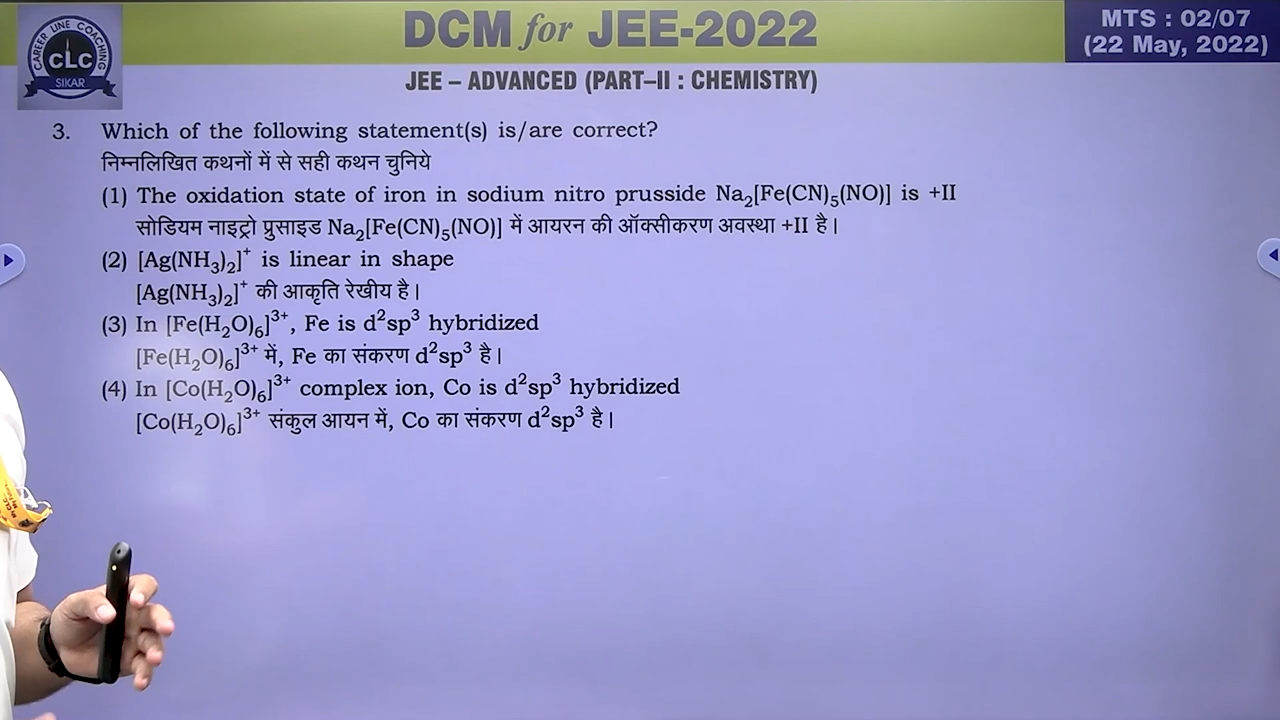 CAREER LINE COACHING
CLC
SIKAR
DCM for JEE-2022
MTS : 02/07
(22 May, 2022)
JEE – ADVANCED (PART–II : CHEMISTRY)
3. Which of the following statement(s) is/are correct?
निम्नलिखित कथनों में से सही कथन चुनिये
(1) The oxidation state of iron in sodium nitro prusside Na₂[Fe(CN)₅(NO)] is +II
सोडियम नाइट्रो प्रुसाइड Na₂[Fe(CN)₅(NO)] में आयरन की ऑक्सीकरण अवस्था +II है।
(2) [Ag(NH₃)₂]⁺ is linear in shape
[Ag(NH₃)₂]⁺ की आकृति रेखीय है।
(3) In [Fe(H₂O)₆]³⁺, Fe is d²sp³ hybridized
[Fe(H₂O)₆]³⁺ में, Fe का संकरण d²sp³ है।
(4) In [Co(H₂O)₆]³⁺ complex ion, Co is d²sp³ hybridized
[Co(H₂O)₆]³⁺ संकुल आयन में, Co का संकरण d²sp³ है।